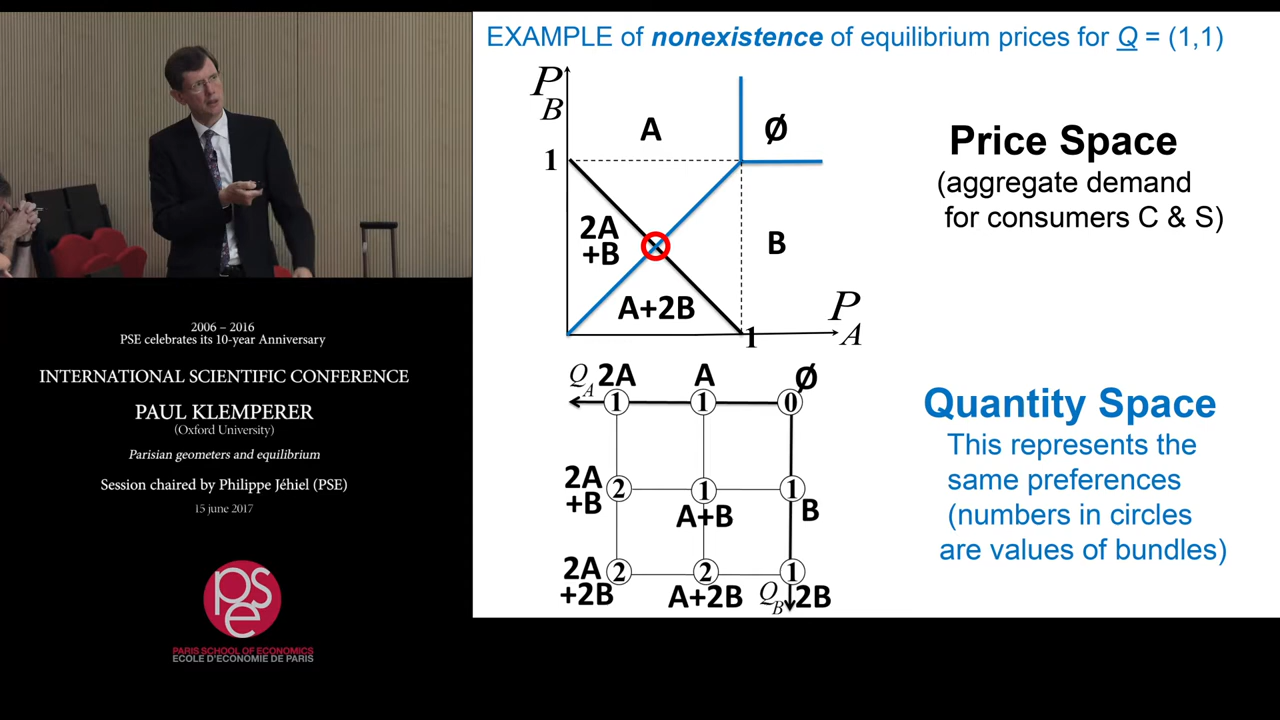 EXAMPLE of nonexistence of equilibrium prices for Q = (1,1)
P
B
A
Ø
1
2A
+B
B
A+2B
P
A
1
Price Space
(aggregate demand
for consumers C & S)
Q
A
2A
A
Ø
1
1
0
2A
+B
2
1
1
A+B
B
2A
+2B
2
2
1
A+2B
Q
B
2B
Quantity Space
This represents the
same preferences
(numbers in circles
are values of bundles)
2006 – 2016
PSE celebrates its 10-year Anniversary
INTERNATIONAL SCIENTIFIC CONFERENCE
PAUL KLEMPERER
(Oxford University)
Parisian geometers and equilibrium
Session chaired by Philippe Jéhiel (PSE)
15 june 2017
pse
PARIS SCHOOL OF ECONOMICS
ECOLE D'ECONOMIE DE PARIS